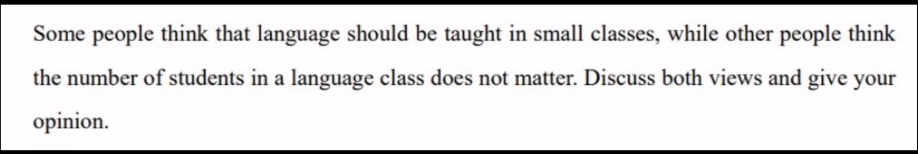 Some people think that language should be taught in small classes, while other people think
the number of students in a language class does not matter. Discuss both views and give your
opinion.